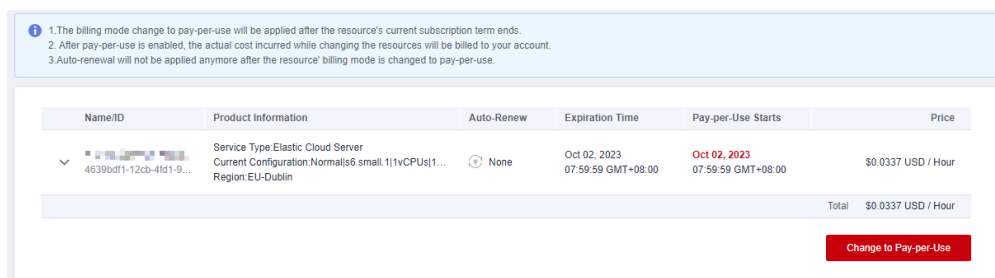 1.The billing mode change to pay-per-use will be applied after the resource's current subscription term ends.
2. After pay-per-use is enabled, the actual cost incurred while changing the resources will be billed to your account.
3.Auto-renewal will not be applied anymore after the resource' billing mode is changed to pay-per-use.
Name/ID Product Information Auto-Renew Expiration Time Pay-per-Use Starts Price
4639bdf1-12cb-4fd1-9...
Service Type:Elastic Cloud Server
Current Configuration:Normal|s6.small.1|1vCPUs|1...
Region:EU-Dublin
None
Oct 02, 2023
07:59:59 GMT+08:00
Oct 02, 2023
07:59:59 GMT+08:00
$0.0337 USD / Hour
Total $0.0337 USD / Hour
Change to Pay-per-Use